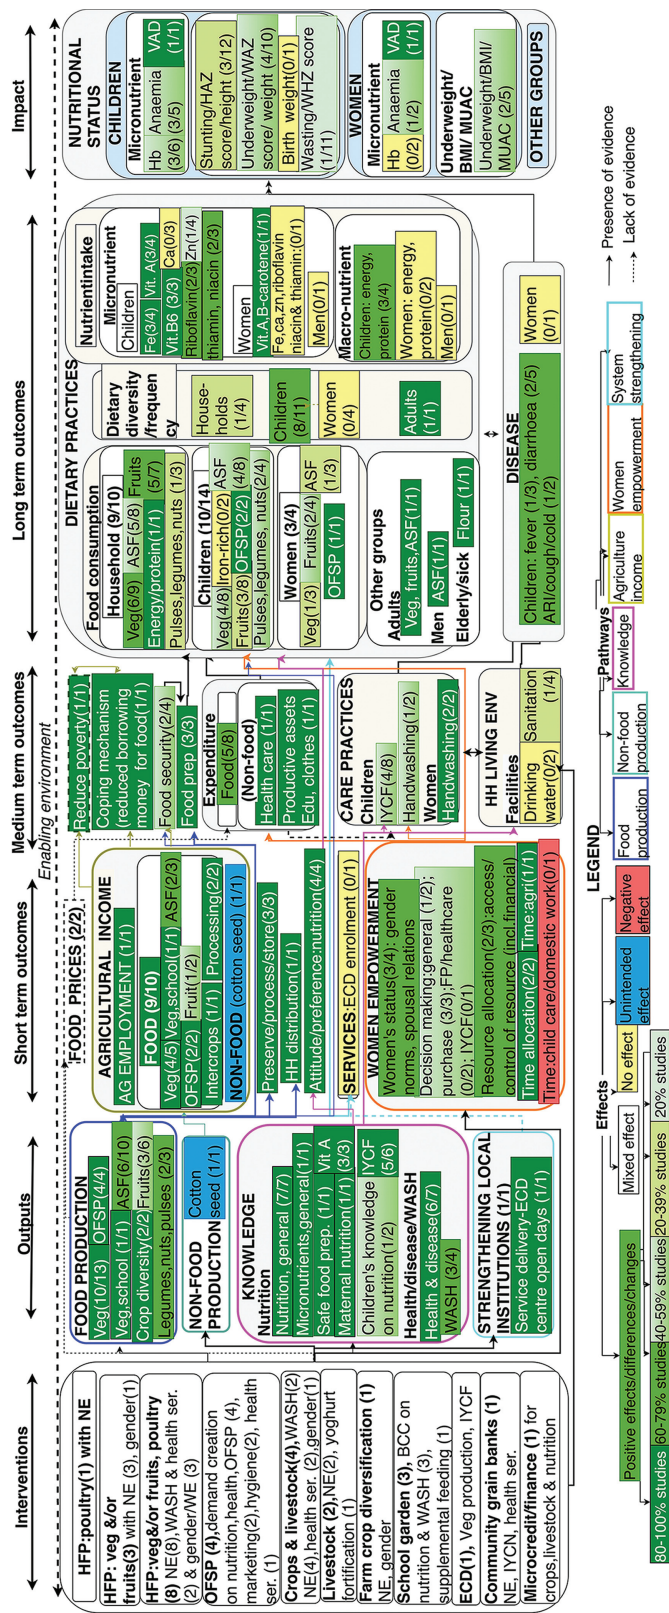 Interventions
Outputs
Short term outcomes
Medium term outcomes
Long term outcomes
Impact
Enabling environment
HFP:poultry(1) with NE
HFP: veg &/or
fruits(3) with NE (3), gender(1)
HFP:veg&/or fruits, poultry
(8) NE(8),WASH & health ser.
(2) & gender/WE (3)
OFSP (4),demand creation
on nutrition,health,OFSP (4),
marketing(2),hygiene(2), health
ser. (1)
Crops & livestock(4),WASH(2)
NE(4),health ser. (2),gender(1)
Livestock (2),NE(2), yoghurt
fortification (1)
Farm crop diversification (1)
NE, gender
School garden (3), BCC on
nutrition & WASH (3),
supplemental feeding (1)
ECD(1), Veg production, IYCF
Community grain banks (1)
NE, IYCN, health ser.
Microcredit/finance (1) for
crops,livestock & nutrition
FOOD PRODUCTION
Veg(10/13)
OFSP(4/4)
Veg,school (1/1)
ASF(6/10)
Crop diversity(2/2)
Fruits(3/6)
Legumes,nuts,pulses (2/3)
NON-FOOD
PRODUCTION
Cotton
seed (1/1)
KNOWLEDGE
Nutrition
Nutrition, general (7/7)
Micronutrients,general(1/1)
Safe food prep. (1/1)
Vit A
(3/3)
Maternal nutrition(1/1)
Children's knowledge
on nutrition(1/2)
IYCF
(5/6)
Health/disease/WASH
Health & disease(6/7)
WASH (3/4)
STRENGTHENING LOCAL
INSTITUTIONS (1/1)
Service delivery-ECD
centre open days (1/1)
FOOD PRICES (2/2)
AGRICULTURAL INCOME
AG EMPLOYMENT (1/1)
FOOD (9/10)
Veg(4/5)
Veg,school(1/1)
ASF(2/3)
OFSP(2/2)
Fruit(1/2)
Intercrops (1/1)
Processing(2/2)
NON-FOOD (cotton seed) (1/1)
Preserve/process/store(3/3)
HH distribution(1/1)
Attitude/preference:nutrition(4/4)
SERVICES:ECD enrolment (0/1)
WOMEN EMPOWERMENT
Women's status(3/4): gender
norms, spousal relations
Decision making:general (1/2);
purchase (3/3);FP/healthcare
(0/2); IYCF(0/1)
Resource allocation(2/3):access/
control of resource (incl.financial)
Time allocation(2/2)
Time:agri(1/1)
Time:child care/domestic work(0/1)
Reduce poverty(1/1)
Coping mechanism
(reduced borrowing
money for food(1/1)
Food security(2/4)
Food prep (3/3)
Expenditure
Food(5/8)
(Non-food)
Health care (1/1)
Productive assets
Edu, clothes (1/1)
CARE PRACTICES
Children
IYCF(4/8)
Handwashing(1/2)
Women
Handwashing(2/2)
HH LIVING ENV
Facilities
Drinking
water(0/2)
Sanitation
(1/4)
DIETARY PRACTICES
Food consumption
Household (9/10)
Veg(6/9)
ASF(5/8)
Fruits
(5/7)
Energy/protein(1/1)
Pulses,legumes, nuts (1/3)
Children (10/14)
Veg(4/8)
Iron-rich(0/2)
ASF
(4/8)
Fruits(3/8)
OFSP(2/2)
Pulses,legumes, nuts(2/4)
Women (3/4)
Veg(1/3)
Fruits(2/4)
ASF
(1/3)
OFSP (1/1)
Other groups
Adults
Veg, fruits,ASF(1/1)
Men
ASF(1/1)
Elderly/sick
Flour (1/1)
Dietary
diversity
/frequen
cy
House-
holds
(1/4)
Children
(8/11)
Women
(0/4)
Adults
(1/1)
Nutrientintake
Micronutrient
Children
Fe(3/4)
Vit. A(3/4)
Ca(0/3)
Vit.B6 (3/3)
Riboflavin(2/3)
Zn(1/4)
thiamin, niacin (2/3)
Women
Vit.A,B-carotene(1/1)
Fe,ca,zn,riboflavin
niacin& thiamin:(0/1)
Men(0/1)
Macro-nutrient
Children: energy,
protein (3/4)
Women: energy,
protein(0/2)
Men(0/1)
DISEASE
Children: fever (1/3), diarrhoea (2/5)
ARI/cough/cold (1/2)
Women
(0/1)
NUTRITIONAL
STATUS
CHILDREN
Micronutrient
Hb
(3/6)
Anaemia
(3/5)
VAD
(1/1)
Stunting/HAZ
score/height (3/12)
Underweight/WAZ
score/ weight (4/10)
Birth weight(0/1)
Wasting/WHZ score
(1/11)
WOMEN
Micronutrient
Hb
(0/2)
Anaemia
(1/2)
VAD
(1/1)
Underweight/
BMI/ MUAC
Underweight/BMI/
MUAC (2/5)
OTHER GROUPS
LEGEND
Effects
Positive effects/differences/changes
Mixed effect
No effect
Unintended
effect
Negative
effect
80-100% studies
60-79% studies
40-59% studies
20-39% studies
20% studies
Pathways
Food
production
Non-food
production
Knowledge
Agriculture
income
Women
empowerment
System
strengthening
Presence of evidence
Lack of evidence